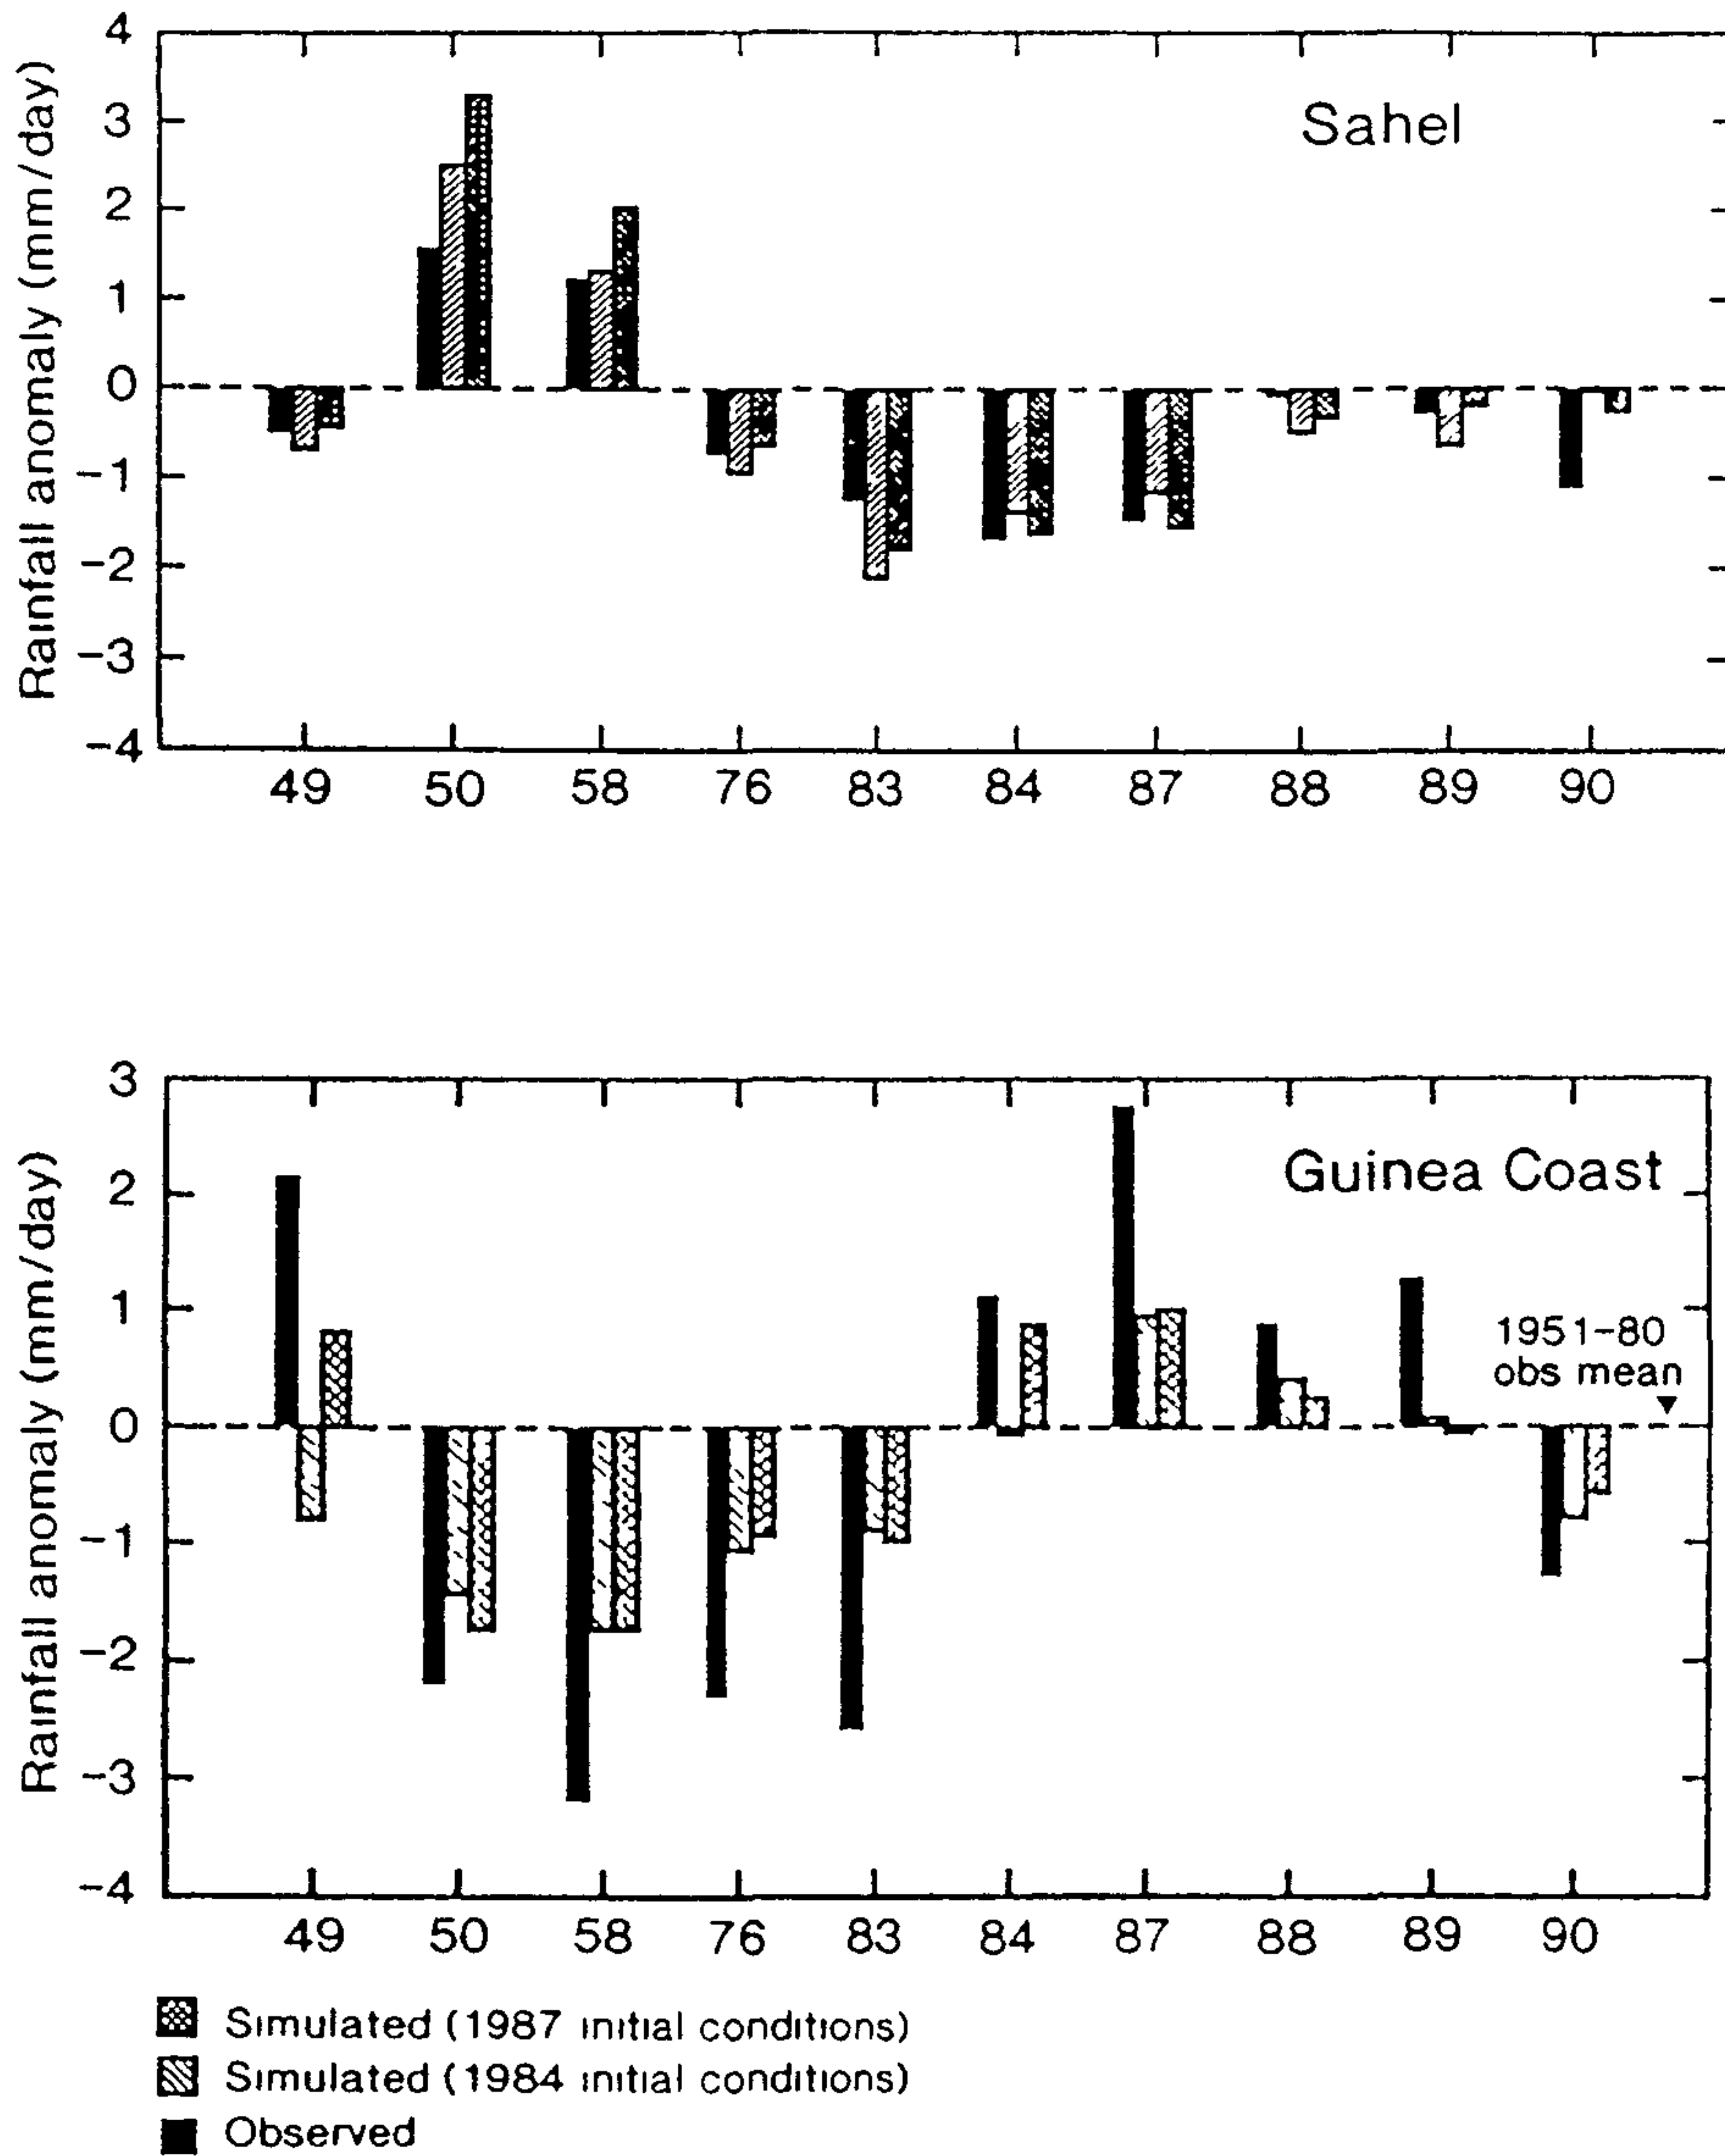 Rainfall anomaly (mm/day)
4
3
2
1
0
-1
-2
-3
-4
Sahel
49 50 58 76 83 84 87 88 89 90
Rainfall anomaly (mm/day)
3
2
1
0
-1
-2
-3
-4
Guinea Coast
1951-80
obs mean
49 50 58 76 83 84 87 88 89 90
Simulated (1987 initial conditions)
Simulated (1984 initial conditions)
Observed